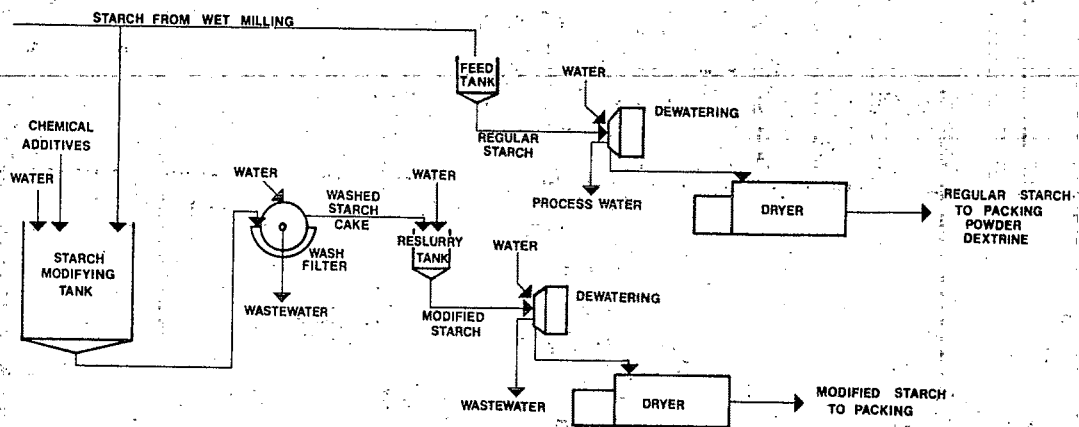 STARCH FROM WET MILLING
FEED
TANK
WATER
DEWATERING
CHEMICAL
ADDITIVES
REGULAR
STARCH
WATER
WATER
WASHED
STARCH
CAKE
WATER
PROCESS WATER
DRYER
REGULAR STARCH
TO PACKING
POWDER
DEXTRINE
STARCH
MODIFYING
TANK
WASH
FILTER
RESLURRY
TANK
WATER
WASTEWATER
MODIFIED
STARCH
DEWATERING
WASTEWATER
DRYER
MODIFIED STARCH
TO PACKING